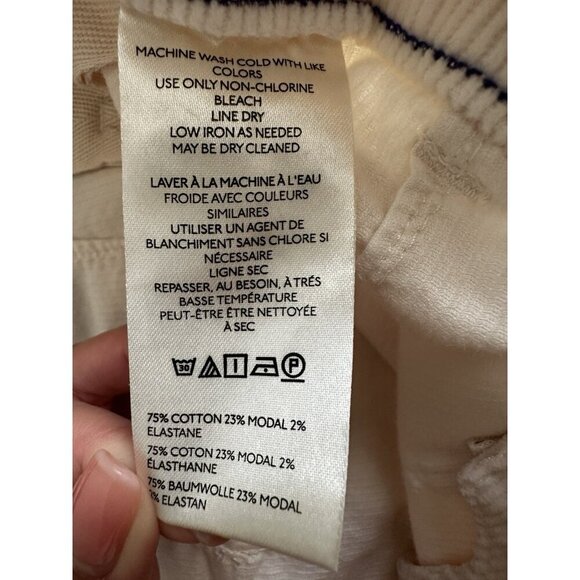 MACHINE WASH COLD WITH LIKE
COLORS
USE ONLY NON-CHLORINE
BLEACH
LINE DRY
LOW IRON AS NEEDED
MAY BE DRY CLEANED
LAVER À LA MACHINE À L'EAU
FROIDE AVEC COULEURS
SIMILAIRES
UTILISER UN AGENT DE
BLANCHIMENT SANS CHLORE SI
NÉCESSAIRE
LIGNE SEC
REPASSER, AU BESOIN, À TRÉS
BASSE TEMPÉRATURE
PEUT-ÊTRE ÊTRE NETTOYÉE
À SEC
30 P
75% COTTON 23% MODAL 2%
ELASTANE
75% COTON 23% MODAL 2%
ÉLASTHANNE
75% BAUMWOLLE 23% MODAL
2% ELASTAN